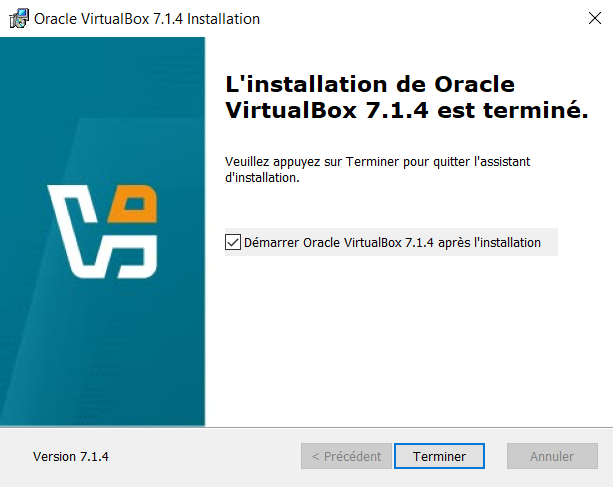 Oracle VirtualBox 7.1.4 Installation
L'installation de Oracle
VirtualBox 7.1.4 est terminé.
Veuillez appuyez sur Terminer pour quitter l'assistant
d'installation.
Démarrer Oracle VirtualBox 7.1.4 après l'installation
Version 7.1.4
< Précédent
Terminer
Annuler